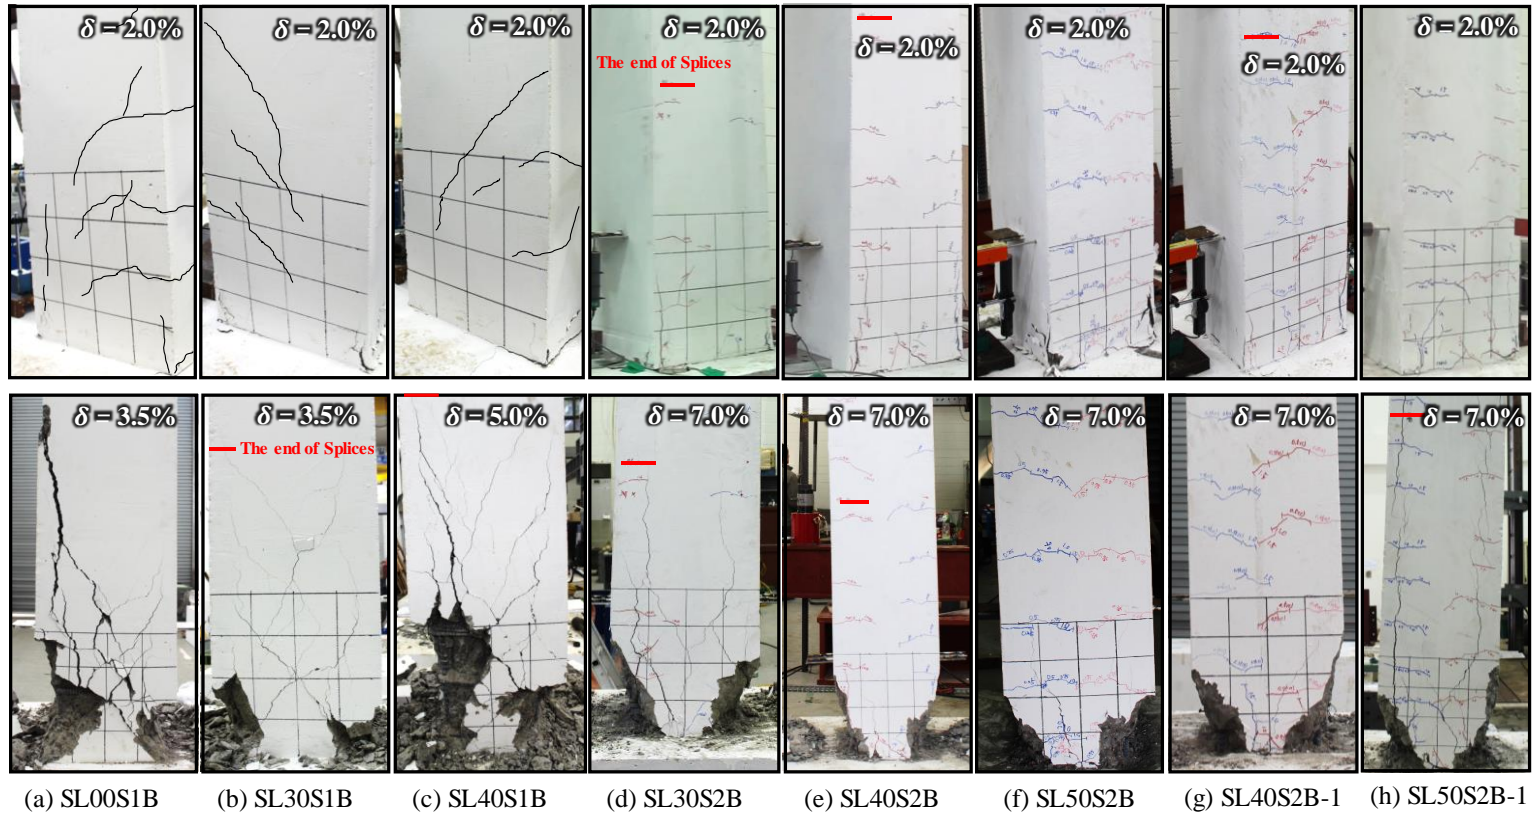 δ = 2.0%
δ = 2.0%
δ = 2.0%
δ = 2.0%
δ = 2.0%
δ = 2.0%
δ = 2.0%
δ = 2.0%
The end of Splices
δ = 3.5%
δ = 3.5%
δ = 5.0%
δ = 7.0%
δ = 7.0%
δ = 7.0%
δ = 7.0%
δ = 7.0%
The end of Splices
(a) SL00S1B
(b) SL30S1B
(c) SL40S1B
(d) SL30S2B
(e) SL40S2B
(f) SL50S2B
(g) SL40S2B-1
(h) SL50S2B-1